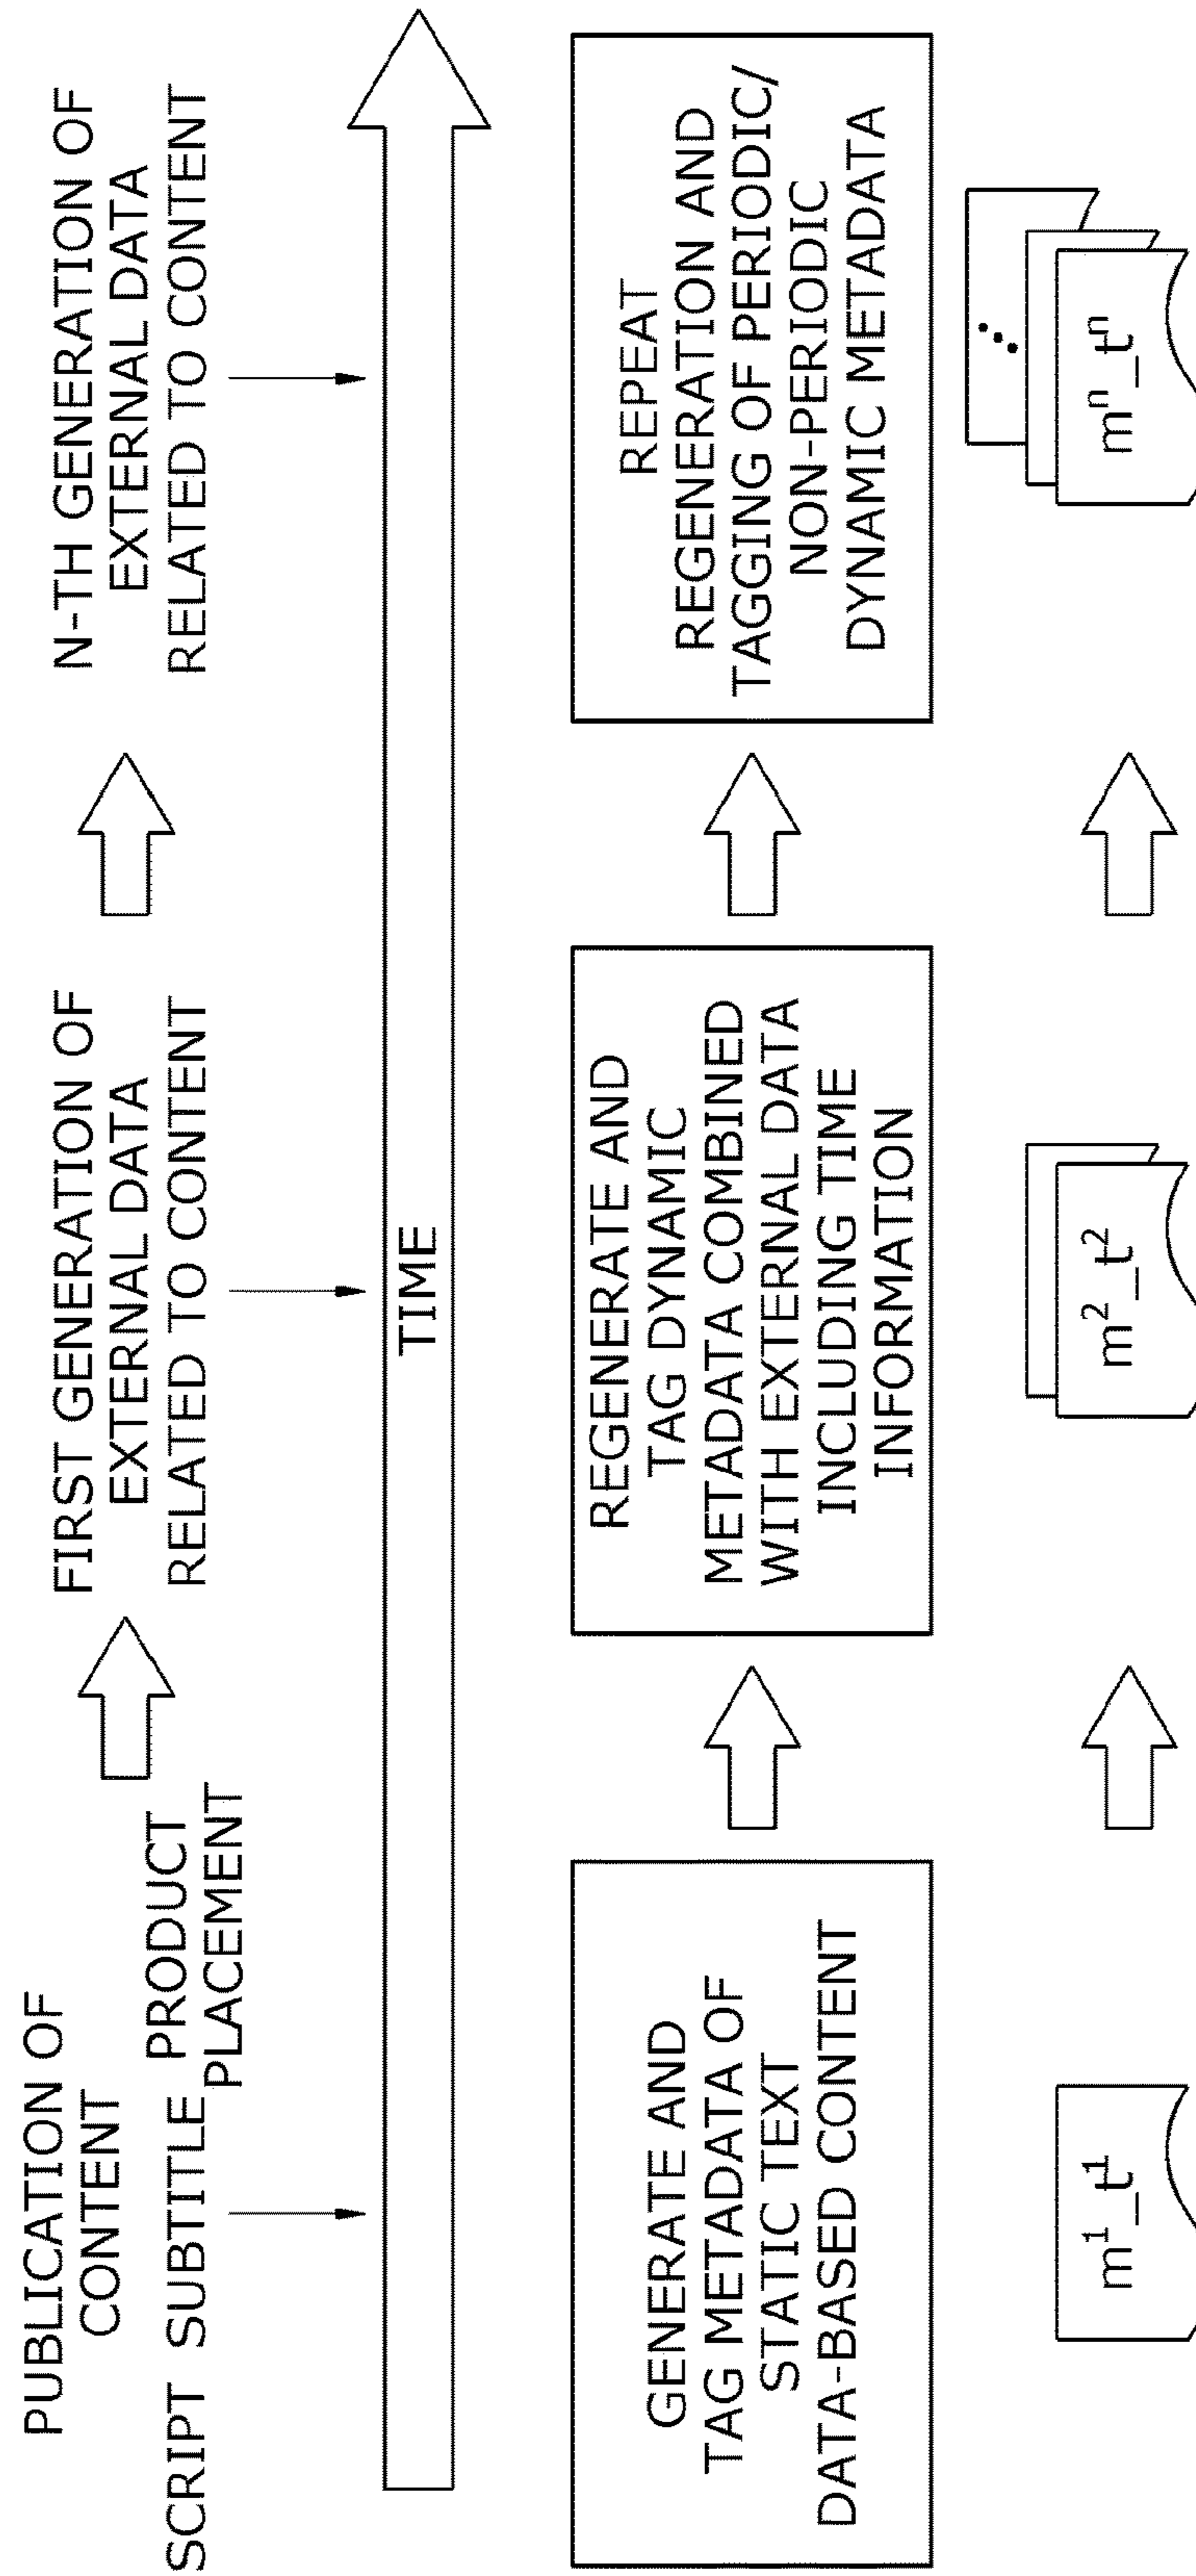 PUBLICATION OF
CONTENT
SCRIPT SUBTITLE PRODUCT
PLACEMENT
FIRST GENERATION OF
EXTERNAL DATA
RELATED TO CONTENT
N-TH GENERATION OF
EXTERNAL DATA
RELATED TO CONTENT
TIME
GENERATE AND
TAG METADATA OF
STATIC TEXT
DATA-BASED CONTENT
REGENERATE AND
TAG DYNAMIC
METADATA COMBINED
WITH EXTERNAL DATA
INCLUDING TIME
INFORMATION
REPEAT
REGENERATION AND
TAGGING OF PERIODIC/
NON-PERIODIC
DYNAMIC METADATA
m¹_t¹
m²_t²
mⁿ_tⁿ